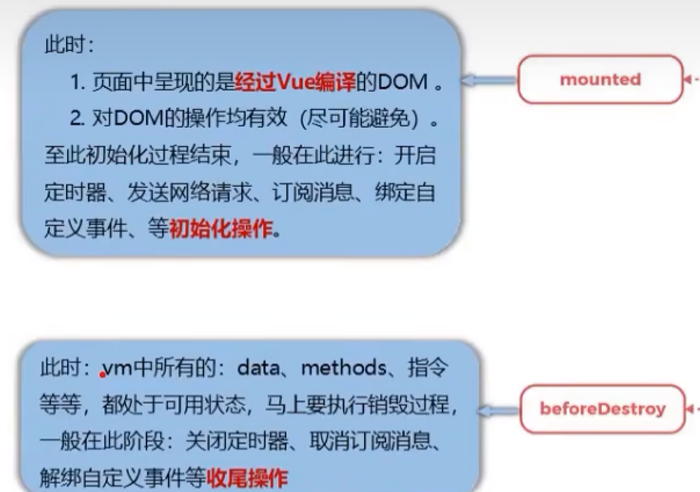 此时：
1. 页面中呈现的是经过Vue编译的DOM 。
2. 对DOM的操作均有效（尽可能避免）。
至此初始化过程结束，一般在此进行：开启
定时器、发送网络请求、订阅消息、绑定自
定义事件、等初始化操作。
mounted
此时：vm中所有的：data、methods、指令
等等，都处于可用状态，马上要执行销毁过程，
一般在此阶段：关闭定时器、取消订阅消息、
解绑自定义事件等收尾操作
beforeDestroy